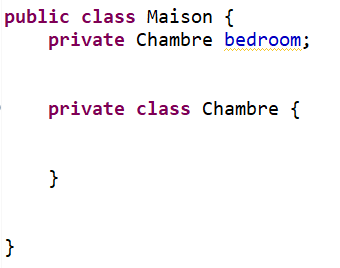 public class Maison {
    private Chambre bedroom;
    private class Chambre {
    }
}